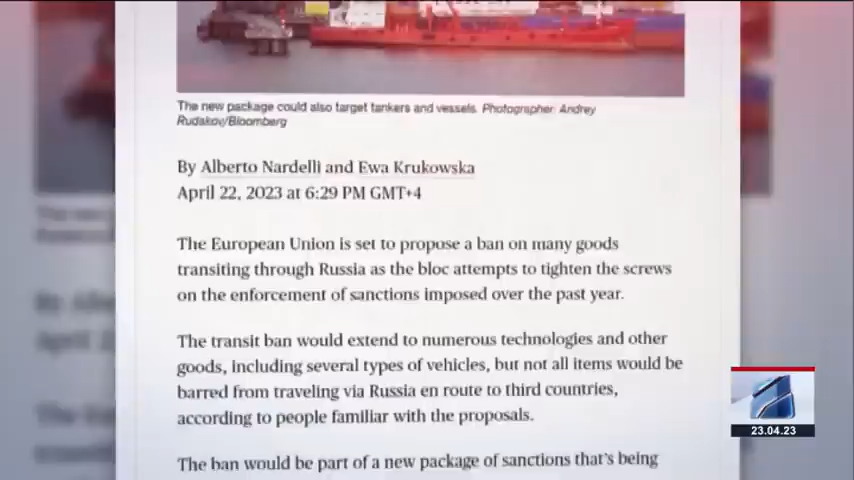 The new package could also target tankers and vessels. Photographer: Andrey
Rudakov/Bloomberg
By Alberto Nardelli and Ewa Krukowska
April 22, 2023 at 6:29 PM GMT+4
The European Union is set to propose a ban on many goods
transiting through Russia as the bloc attempts to tighten the screws
on the enforcement of sanctions imposed over the past year.
The transit ban would extend to numerous technologies and other
goods, including several types of vehicles, but not all items would be
barred from traveling via Russia en route to third countries,
according to people familiar with the proposals.
The ban would be part of a new package of sanctions that's being
23.04.23